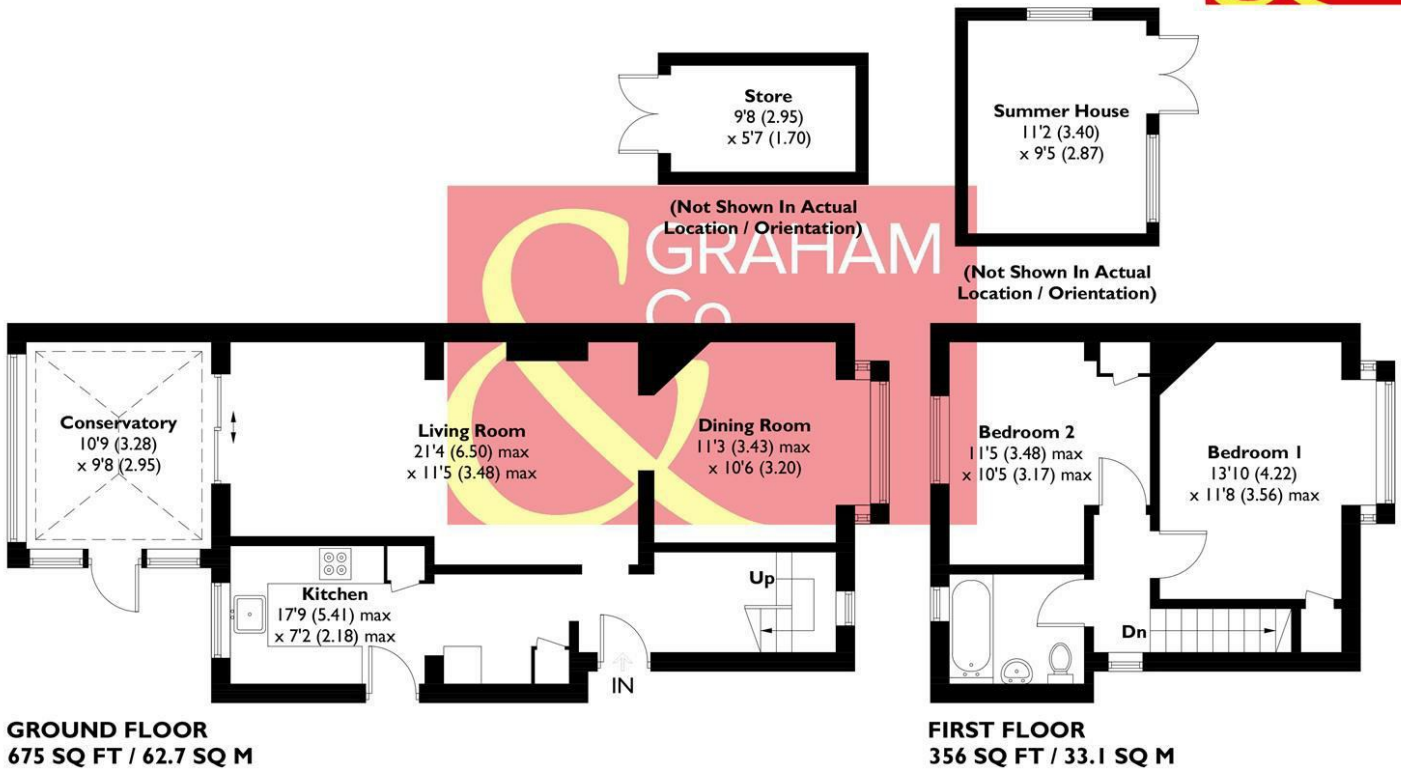 Store
9'8 (2.95)
x 5'7 (1.70)
(Not Shown In Actual
Location / Orientation)
Summer House
11'2 (3.40)
x 9'5 (2.87)
(Not Shown In Actual
Location / Orientation)
& GRAHAM
Co
Conservatory
10'9 (3.28)
x 9'8 (2.95)
Living Room
21'4 (6.50) max
x 11'5 (3.48) max
Dining Room
11'3 (3.43) max
x 10'6 (3.20)
Kitchen
17'9 (5.41) max
x 7'2 (2.18) max
Up
IN
Bedroom 2
11'5 (3.48) max
x 10'5 (3.17) max
Bedroom 1
13'10 (4.22)
x 11'8 (3.56) max
Dn
GROUND FLOOR
675 SQ FT / 62.7 SQ M
FIRST FLOOR
356 SQ FT / 33.1 SQ M